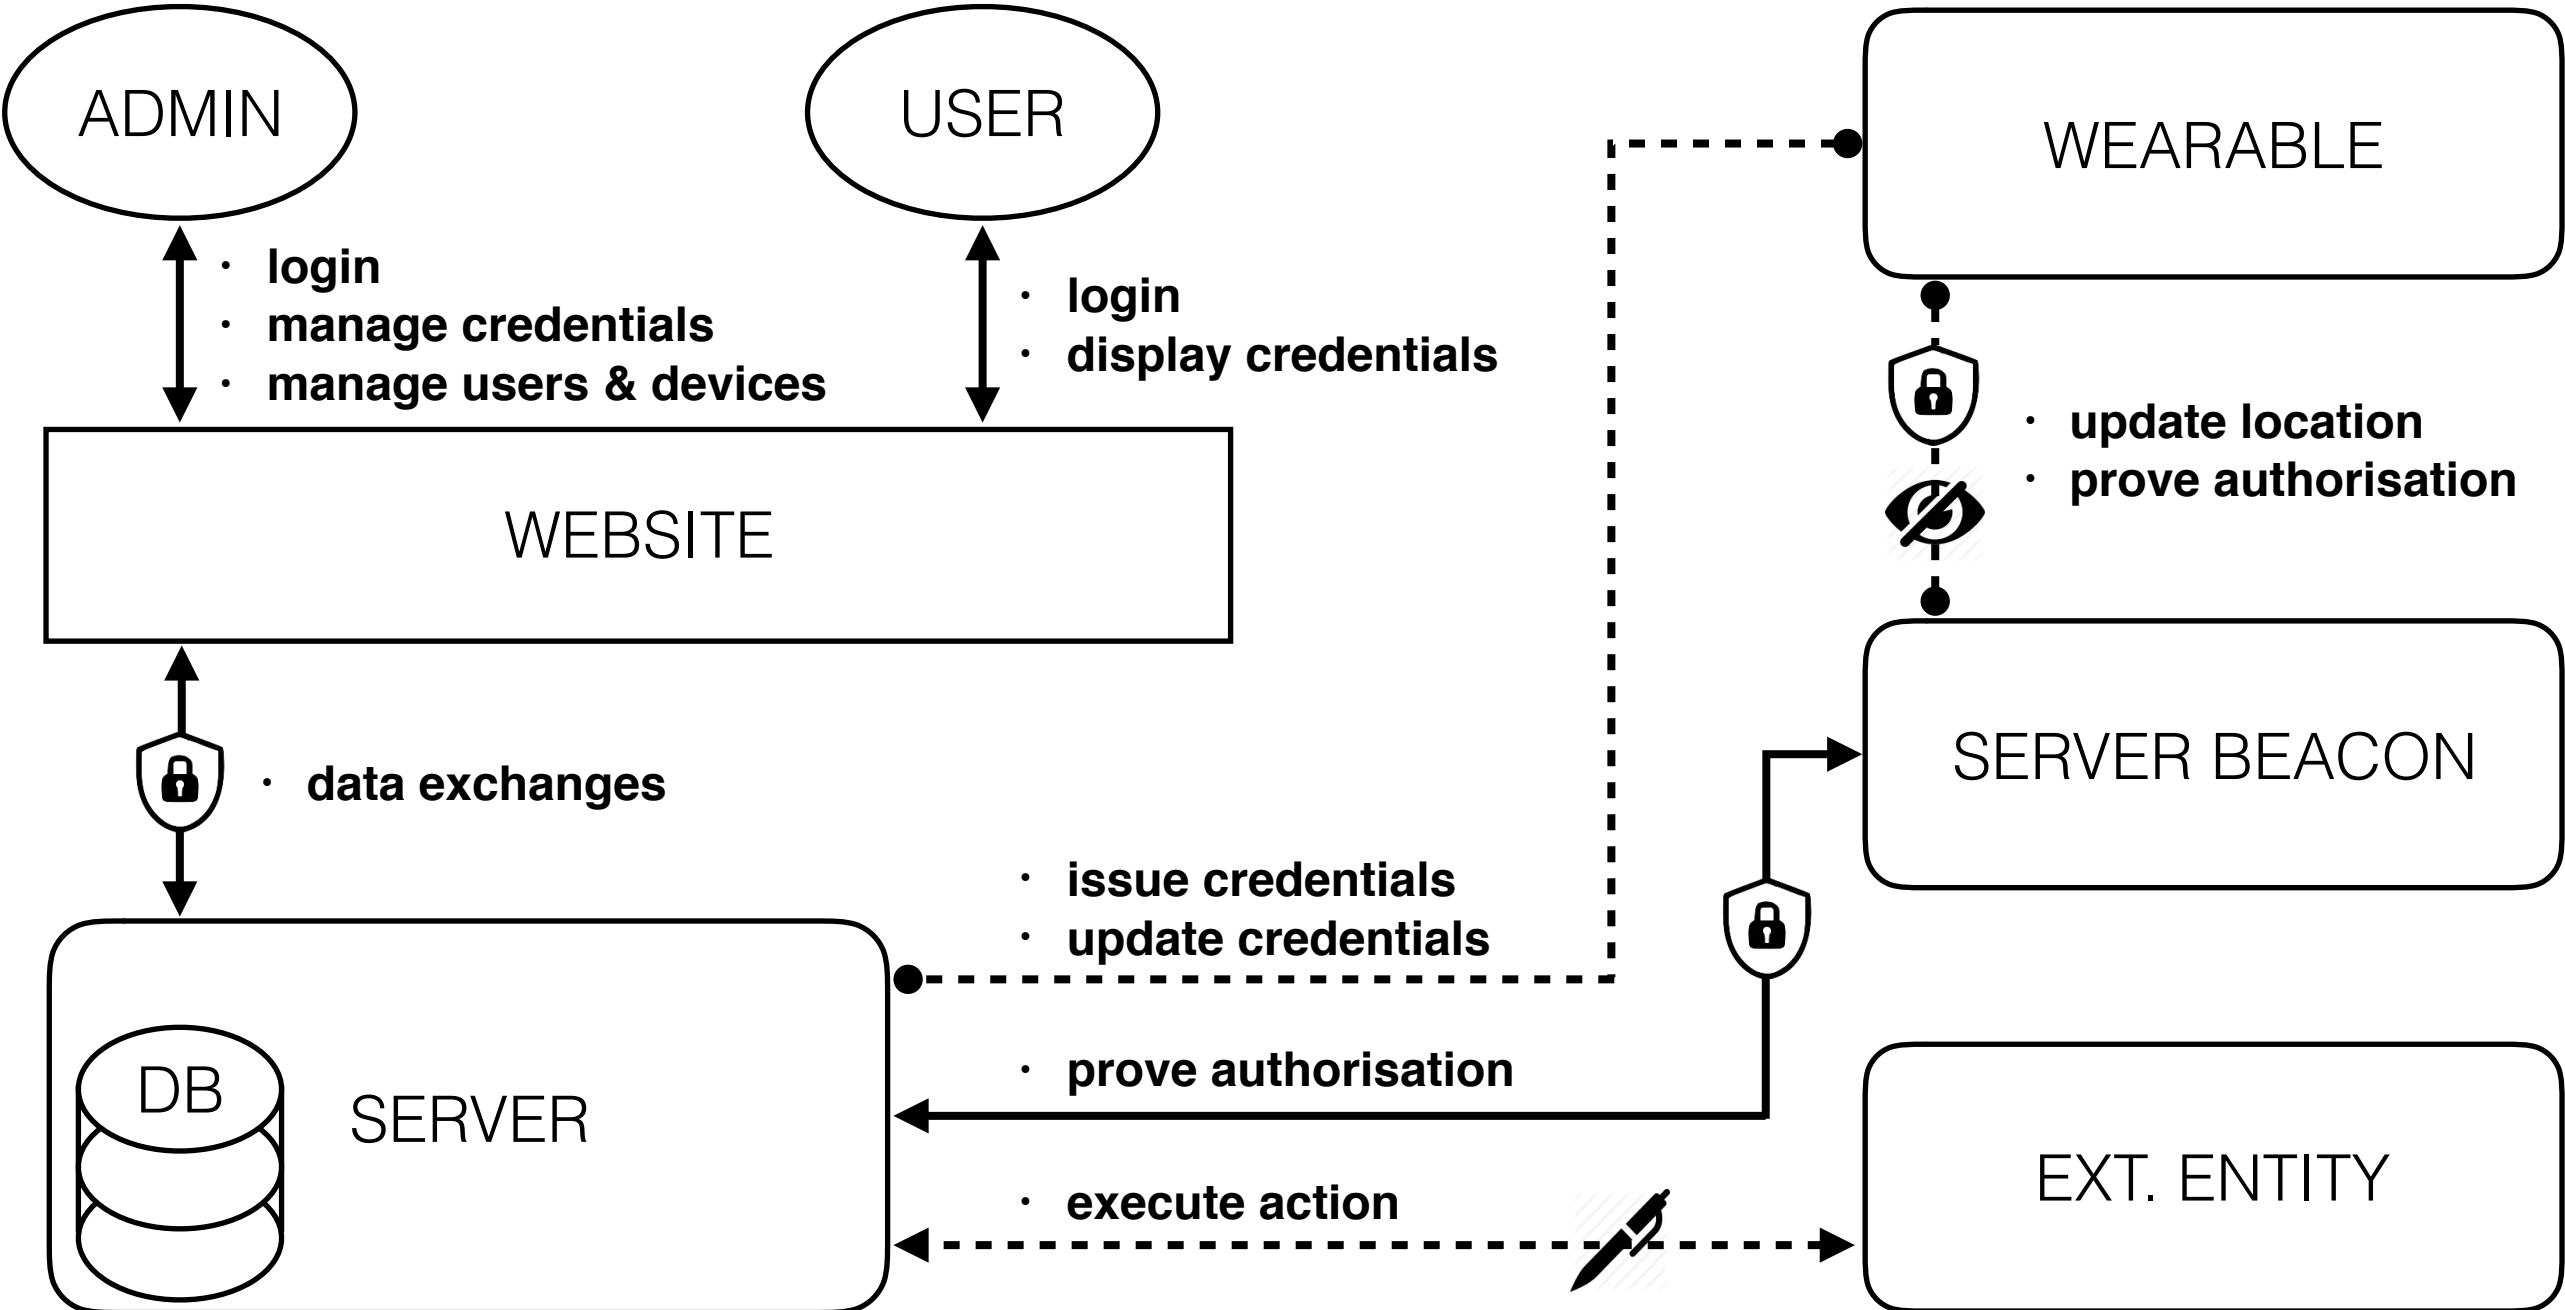 ADMIN
USER
WEARABLE
· login
· manage credentials
· manage users & devices
· login
· display credentials
· update location
· prove authorisation
WEBSITE
SERVER BEACON
· data exchanges
· issue credentials
· update credentials
· prove authorisation
DB
SERVER
· execute action
EXT. ENTITY